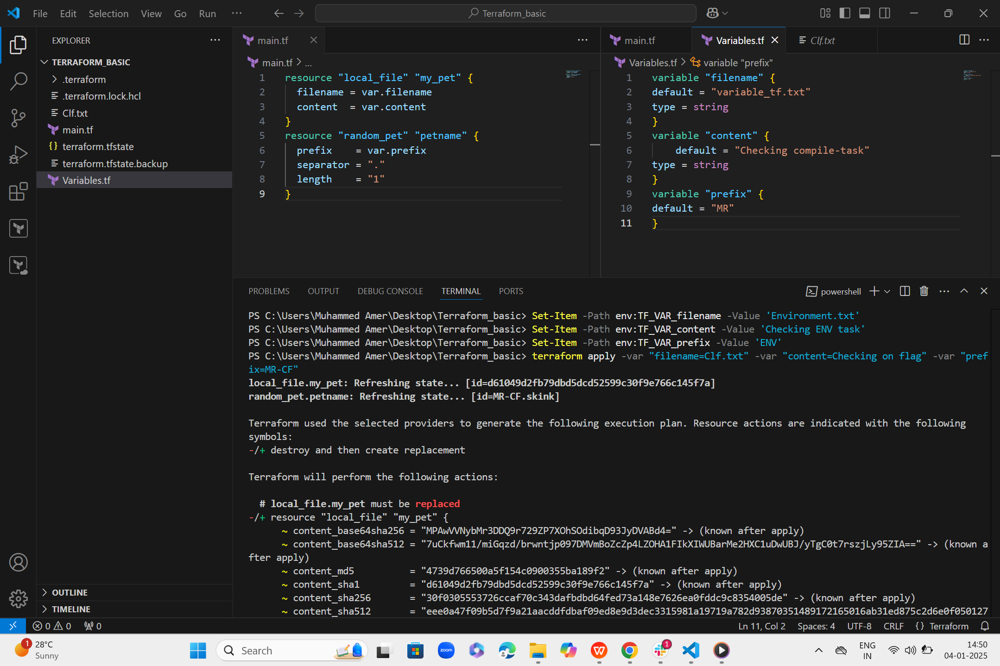 File Edit Selection View Go Run ···
Terraform_basic
EXPLORER
TERRAFORM_BASIC
.terraform
.terraform.lock.hcl
Clf.txt
main.tf
terraform.tfstate
terraform.tfstate.backup
Variables.tf
OUTLINE
TIMELINE
main.tf
main.tf > ...
1 resource "local_file" "my_pet" {
2 filename = var.filename
3 content = var.content
4 }
5 resource "random_pet" "petname" {
6 prefix = var.prefix
7 separator = "."
8 length = "1"
9 }
main.tf Variables.tf Clf.txt
Variables.tf > variable "prefix"
1 variable "filename" {
2 default = "variable_tf.txt"
3 type = string
4 }
5 variable "content" {
6 default = "Checking compile-task"
7 type = string
8 }
9 variable "prefix" {
10 default = "MR"
11 }
PROBLEMS OUTPUT DEBUG CONSOLE TERMINAL PORTS
powershell
PS C:\Users\Muhammed Amer\Desktop\Terraform_basic> Set-Item -Path env:TF_VAR_filename -Value 'Environment.txt'
PS C:\Users\Muhammed Amer\Desktop\Terraform_basic> Set-Item -Path env:TF_VAR_content -Value 'Checking ENV task'
PS C:\Users\Muhammed Amer\Desktop\Terraform_basic> Set-Item -Path env:TF_VAR_prefix -Value 'ENV'
PS C:\Users\Muhammed Amer\Desktop\Terraform_basic> terraform apply -var "filename=Clf.txt" -var "content=Checking on flag" -var "pref
ix=MR-CF"
local_file.my_pet: Refreshing state... [id=d61049d2fb79dbd5dcd52599c30f9e766c145f7a]
random_pet.petname: Refreshing state... [id=MR-CF.skink]
Terraform used the selected providers to generate the following execution plan. Resource actions are indicated with the following
symbols:
-/+ destroy and then create replacement
Terraform will perform the following actions:
# local_file.my_pet must be replaced
-/+ resource "local_file" "my_pet" {
~ content_base64sha256 = "MPAwVVNybMr3DDQ9r729ZP7XOhSOdibqD93JyDVABd4=" -> (known after apply)
~ content_base64sha512 = "7uCkfwm11/miGqzd/brwntjp097DMVmBoZcZp4LZOHA1FIkXIWUBarMe2HXC1uDwUBJ/yTgC0t7rszjLy95ZIA==" -> (known a
fter apply)
~ content_md5 = "4739d766500a5f154c0900355ba189f2" -> (known after apply)
~ content_sha1 = "d61049d2fb79dbd5dcd52599c30f9e766c145f7a" -> (known after apply)
~ content_sha256 = "30f0305553726ccaf70c343dafbdbd64fed73a148e7626ea0fddc9c8354005de" -> (known after apply)
~ content_sha512 = "eee0a47f09b5d7f9a21aacddfdbaf09ed8e9d3dec3315981a19719a782d9387035148917216501​6ab31ed875c2d6e0f050127
0 0 0
Ln 11, Col 2 Spaces: 4 UTF-8 CRLF {} Terraform
1
28°C
Sunny
Search
zoom
1
ENG
IN
14:50
04-01-2025